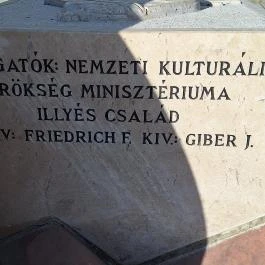 GATÓK: NEMZETI KULTURÁLI
RÖKSÉG MINISZTÉRIUMA
ILLYÉS CSALÁD
V: FRIEDRICH F. KIV.: GIBER J.